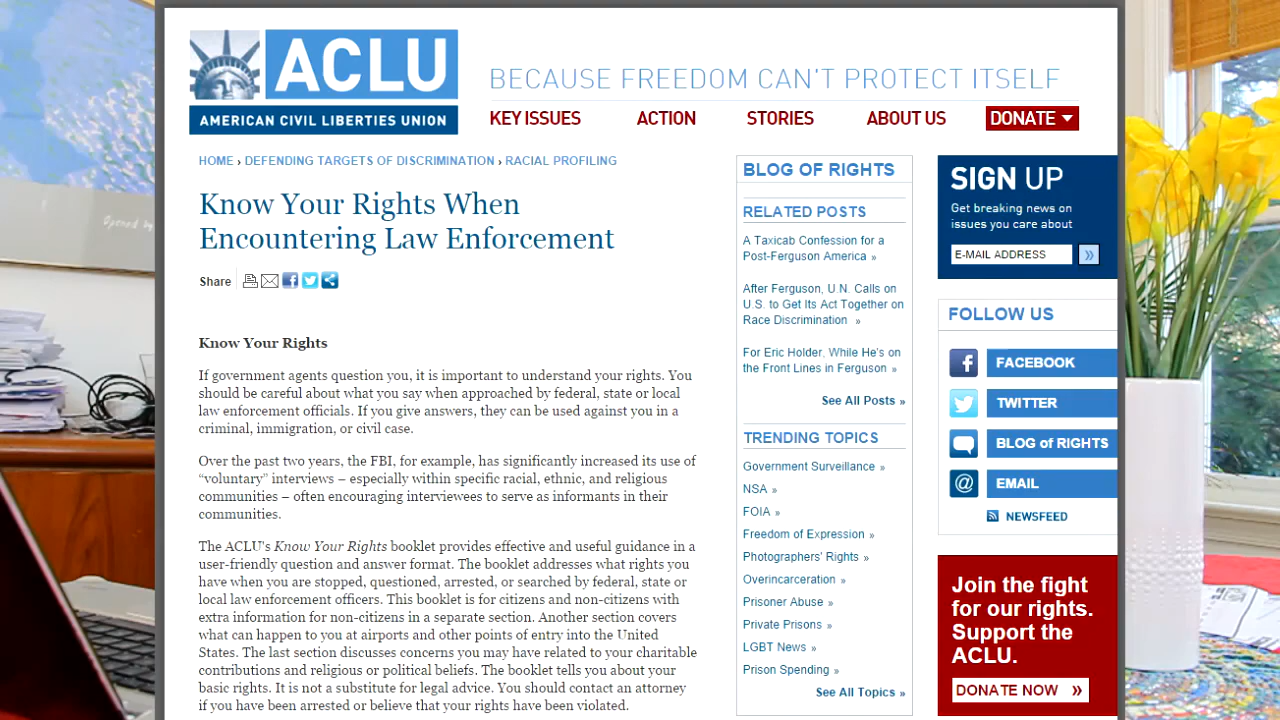 ACLU
AMERICAN CIVIL LIBERTIES UNION
BECAUSE FREEDOM CAN'T PROTECT ITSELF
KEY ISSUES
ACTION
STORIES
ABOUT US
DONATE
HOME › DEFENDING TARGETS OF DISCRIMINATION › RACIAL PROFILING
Know Your Rights When
Encountering Law Enforcement
Share
Know Your Rights
If government agents question you, it is important to understand your rights. You
should be careful about what you say when approached by federal, state or local
law enforcement officials. If you give answers, they can be used against you in a
criminal, immigration, or civil case.
Over the past two years, the FBI, for example, has significantly increased its use of
“voluntary” interviews – especially within specific racial, ethnic, and religious
communities – often encouraging interviewees to serve as informants in their
communities.
The ACLU's Know Your Rights booklet provides effective and useful guidance in a
user-friendly question and answer format. The booklet addresses what rights you
have when you are stopped, questioned, arrested, or searched by federal, state or
local law enforcement officers. This booklet is for citizens and non-citizens with
extra information for non-citizens in a separate section. Another section covers
what can happen to you at airports and other points of entry into the United
States. The last section discusses concerns you may have related to your charitable
contributions and religious or political beliefs. The booklet tells you about your
basic rights. It is not a substitute for legal advice. You should contact an attorney
if you have been arrested or believe that your rights have been violated.
BLOG OF RIGHTS
RELATED POSTS
A Taxicab Confession for a
Post-Ferguson America »
After Ferguson, U.N. Calls on
U.S. to Get Its Act Together on
Race Discrimination »
For Eric Holder, While He's on
the Front Lines in Ferguson »
See All Posts »
TRENDING TOPICS
Government Surveillance »
NSA »
FOIA »
Freedom of Expression »
Photographers' Rights »
Overincarceration »
Prisoner Abuse »
Private Prisons »
LGBT News »
Prison Spending »
See All Topics »
SIGN UP
Get breaking news on
issues you care about
E-MAIL ADDRESS »
FOLLOW US
FACEBOOK
TWITTER
BLOG of RIGHTS
@ EMAIL
NEWSFEED
Join the fight
for our rights.
Support the
ACLU.
DONATE NOW »
Opened by